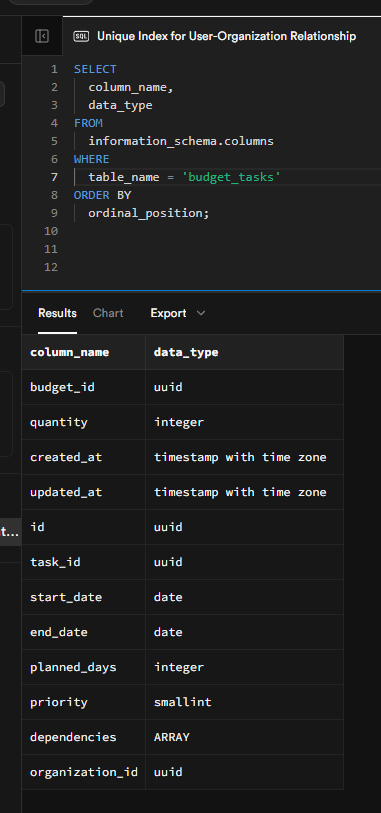 SQL Unique Index for User-Organization Relationship
1 SELECT
2 column_name,
3 data_type
4 FROM
5 information_schema.columns
6 WHERE
7 table_name = 'budget_tasks'
8 ORDER BY
9 ordinal_position;
10
11
12
Results Chart Export
column_name data_type
budget_id uuid
quantity integer
created_at timestamp with time zone
updated_at timestamp with time zone
id uuid
t...
task_id uuid
start_date date
end_date date
planned_days integer
priority smallint
dependencies ARRAY
organization_id uuid